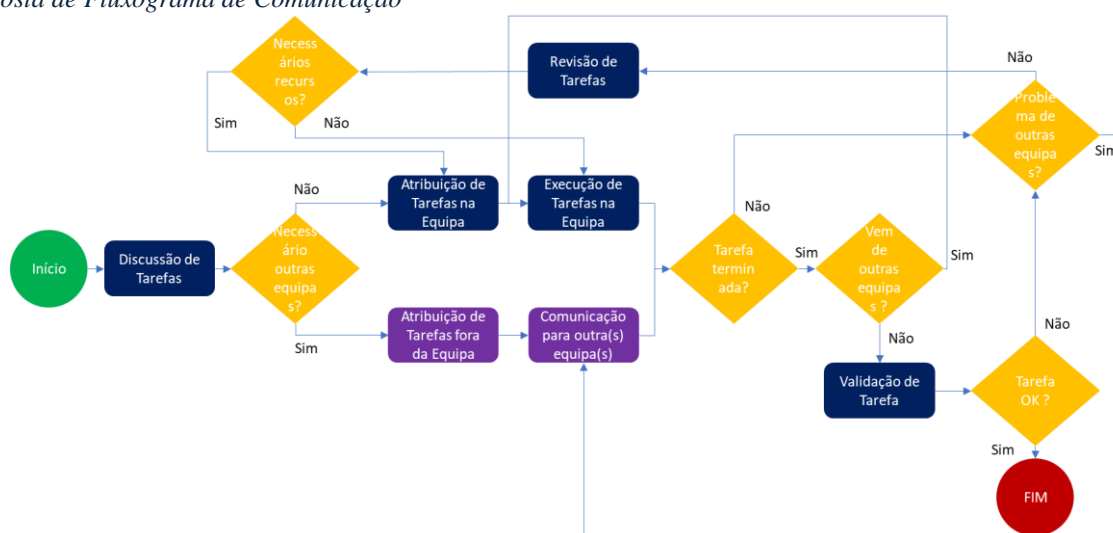 osta de Fluxograma de Comunicação
Necess
ários
recurs
os?
Revisão de
Tarefas
Não
Proble
ma de
outras
equipa
s?
Sim
Sim
Não
Não
Atribuição de
Tarefas na
Equipa
Execução de
Tarefas na
Equipa
Não
Início
Discussão de
Tarefas
Necess
ário
outras
equipa
s?
Tarefa
termin
ada?
Sim
Vem
de
outras
equipas
?
Sim
Sim
Atribuição de
Tarefas fora
da Equipa
Comunicação
para outra(s)
equipa(s)
Não
Não
Validação de
Tarefa
Tarefa
OK ?
Sim
FIM